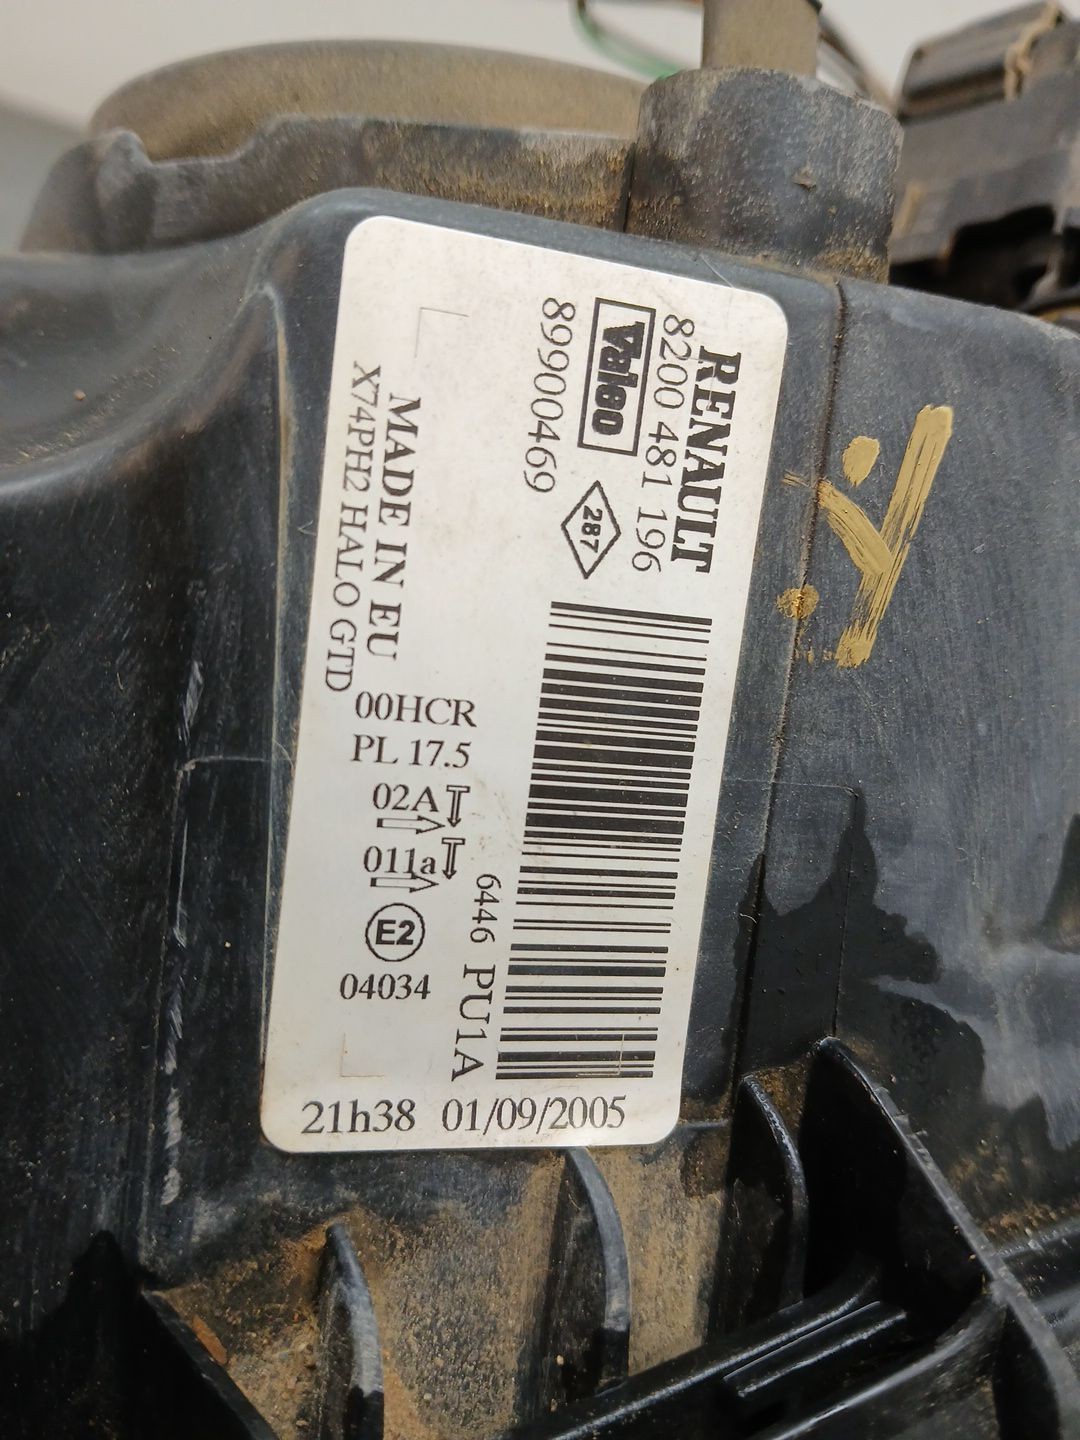 RENAULT
8200 481 196
Valeo
287
89900469
MADE IN EU
X74PH2 HALO GTD
00HCR
PL 17.5
02A
011a
E2
04034
6446 PU1A
21h38 01/09/2005